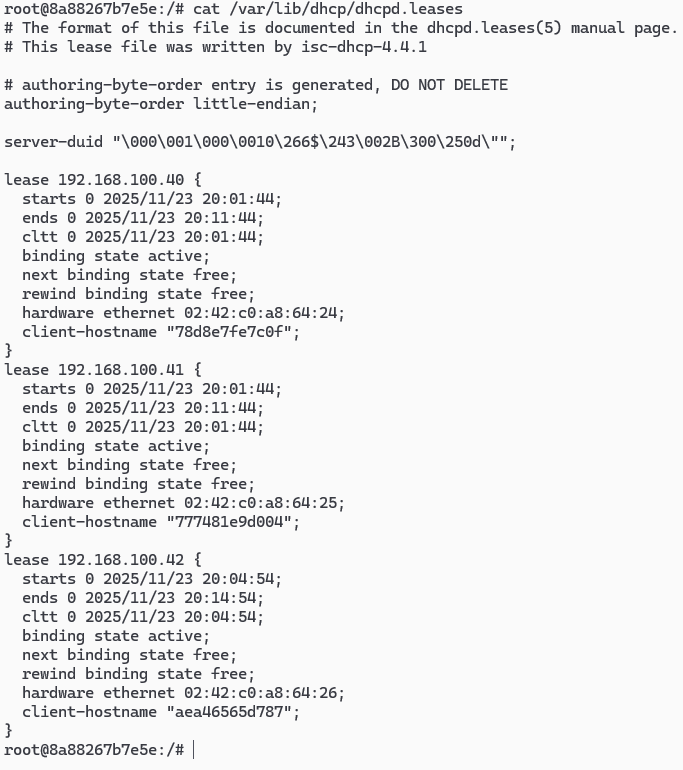 root@8a88267b7e5e:/# cat /var/lib/dhcp/dhcpd.leases
# The format of this file is documented in the dhcpd.leases(5) manual page.
# This lease file was written by isc-dhcp-4.4.1

# authoring-byte-order entry is generated, DO NOT DELETE
authoring-byte-order little-endian;

server-duid "\000\001\000\0010\266$\243\002B\300\250d\"";

lease 192.168.100.40 {
  starts 0 2025/11/23 20:01:44;
  ends 0 2025/11/23 20:11:44;
  cltt 0 2025/11/23 20:01:44;
  binding state active;
  next binding state free;
  rewind binding state free;
  hardware ethernet 02:42:c0:a8:64:24;
  client-hostname "78d8e7fe7c0f";
}
lease 192.168.100.41 {
  starts 0 2025/11/23 20:01:44;
  ends 0 2025/11/23 20:11:44;
  cltt 0 2025/11/23 20:01:44;
  binding state active;
  next binding state free;
  rewind binding state free;
  hardware ethernet 02:42:c0:a8:64:25;
  client-hostname "777481e9d004";
}
lease 192.168.100.42 {
  starts 0 2025/11/23 20:04:54;
  ends 0 2025/11/23 20:14:54;
  cltt 0 2025/11/23 20:04:54;
  binding state active;
  next binding state free;
  rewind binding state free;
  hardware ethernet 02:42:c0:a8:64:26;
  client-hostname "aea46565d787";
}
root@8a88267b7e5e:/#